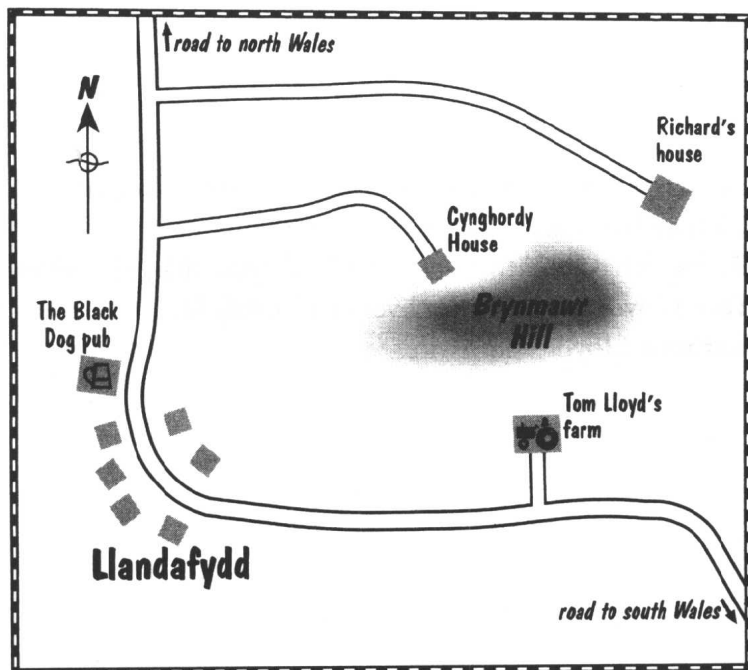 road to north Wales
N
Richard's
house
Cynghordy
House
Brynmawr
Hill
The Black
Dog pub
Tom Lloyd's
farm
Llandafydd
road to south Wales